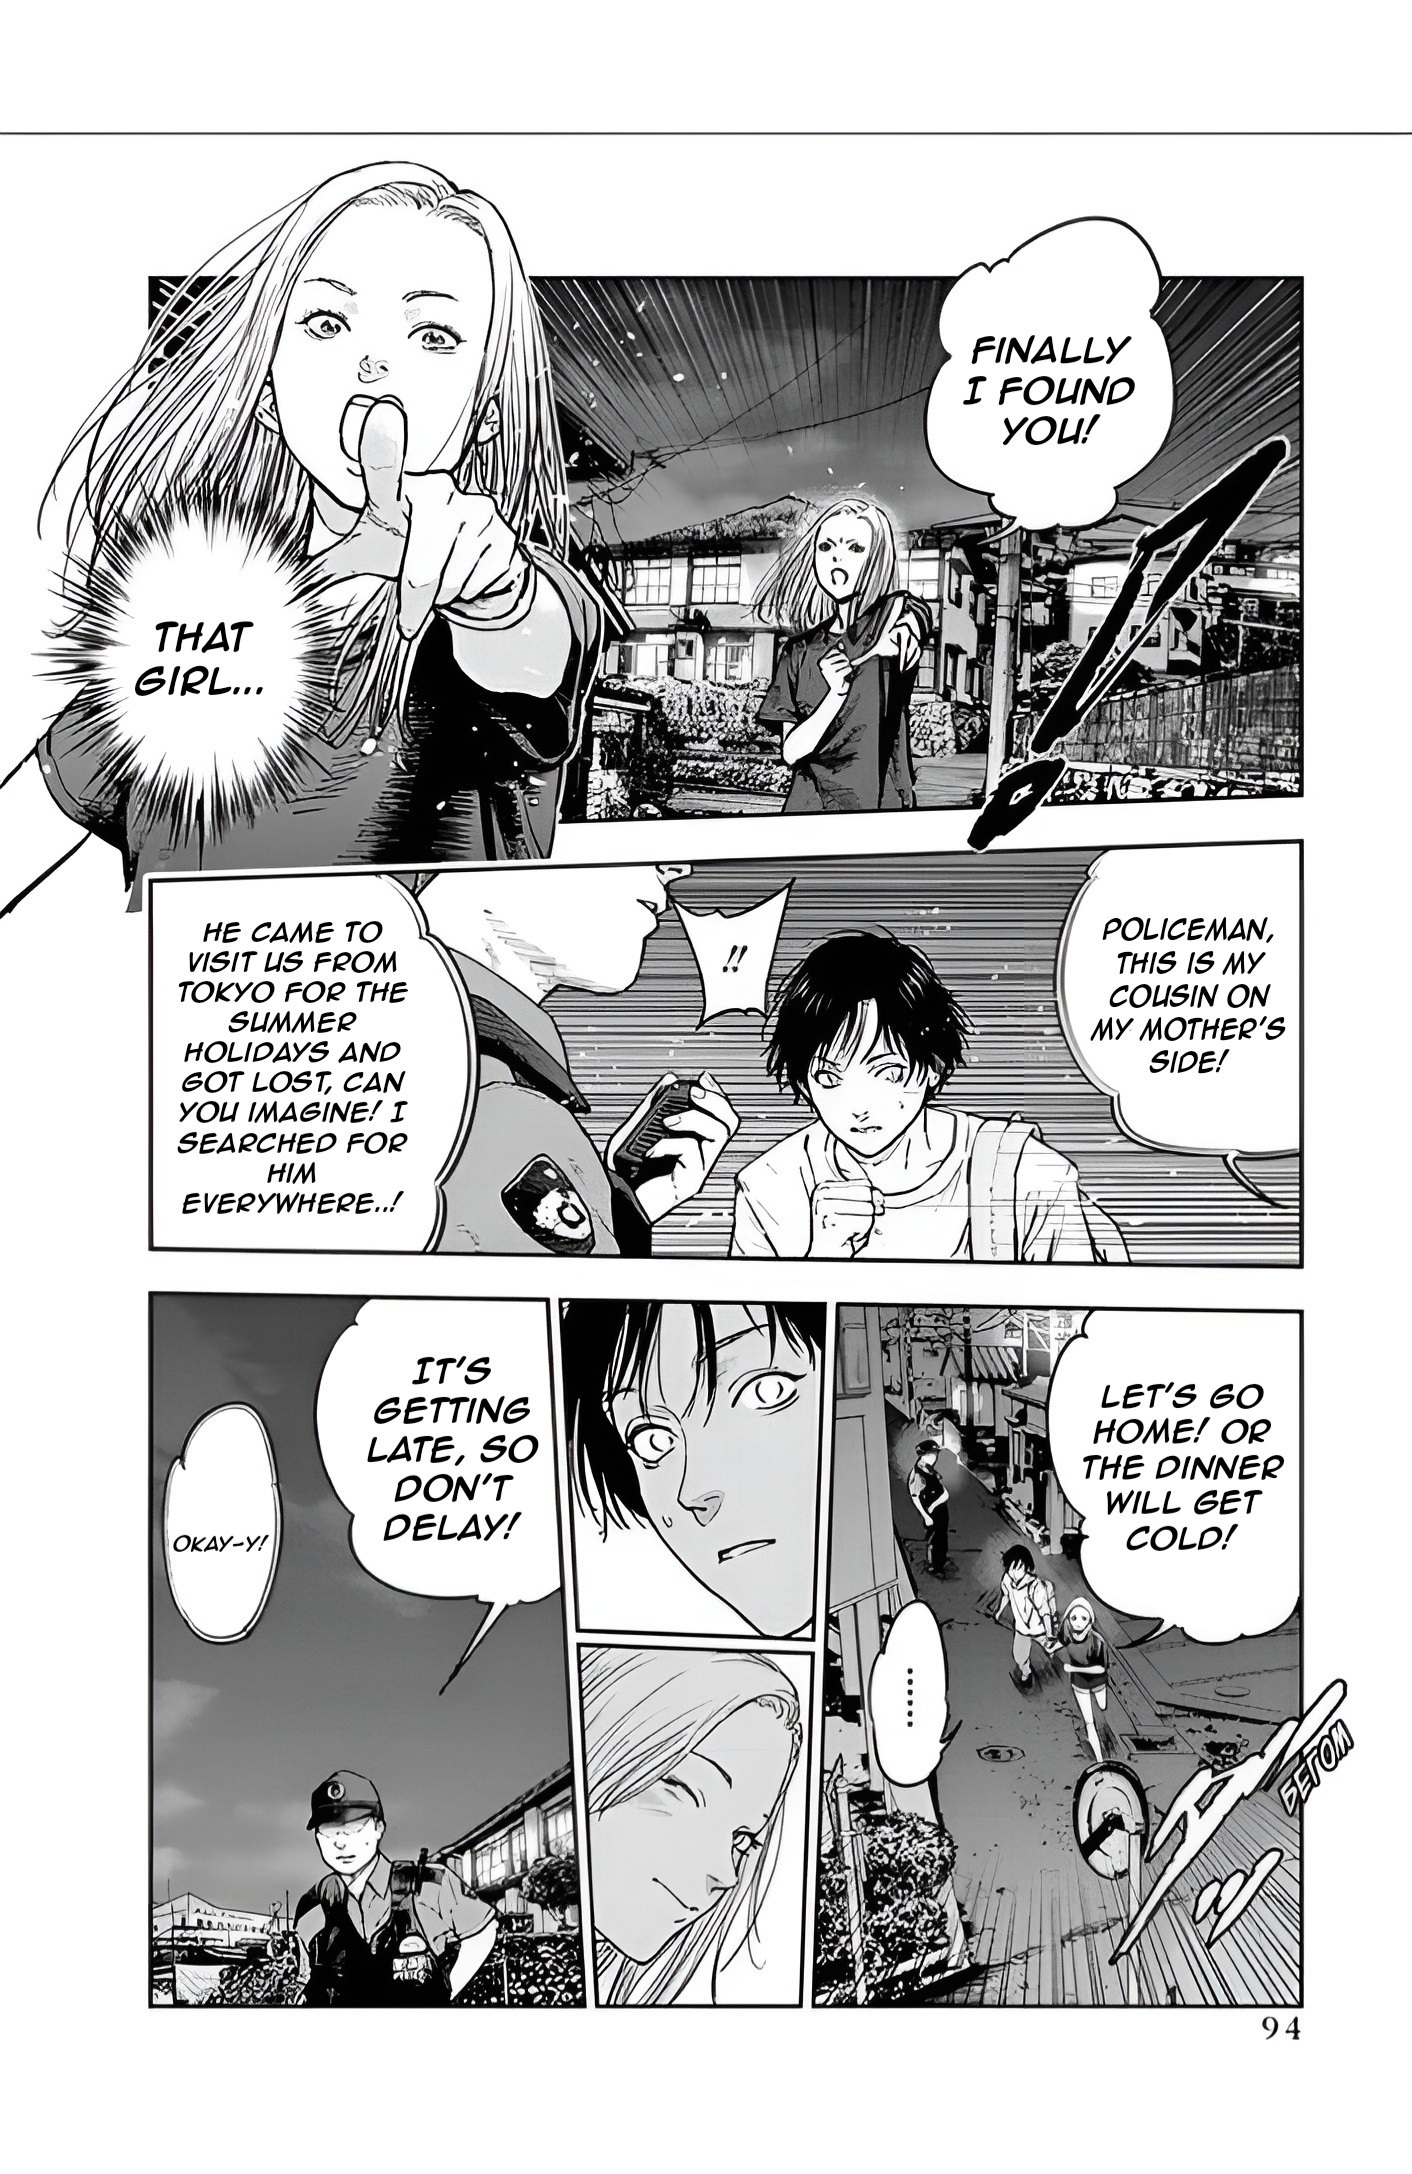 FINALLY
I FOUND
YOU!
THAT
GIRL...
POLICEMAN,
THIS IS MY
COUSIN ON
MY MOTHER'S
SIDE!
!!
HE CAME TO
VISIT US FROM
TOKYO FOR THE
SUMMER
HOLIDAYS AND
GOT LOST, CAN
YOU IMAGINE! I
SEARCHED FOR
HIM
EVERYWHERE..!
LET'S GO
HOME! OR
THE DINNER
WILL GET
COLD!
......
БЕГОМ
IT'S
GETTING
LATE, SO
DON'T
DELAY!
OKAY-Y!
94